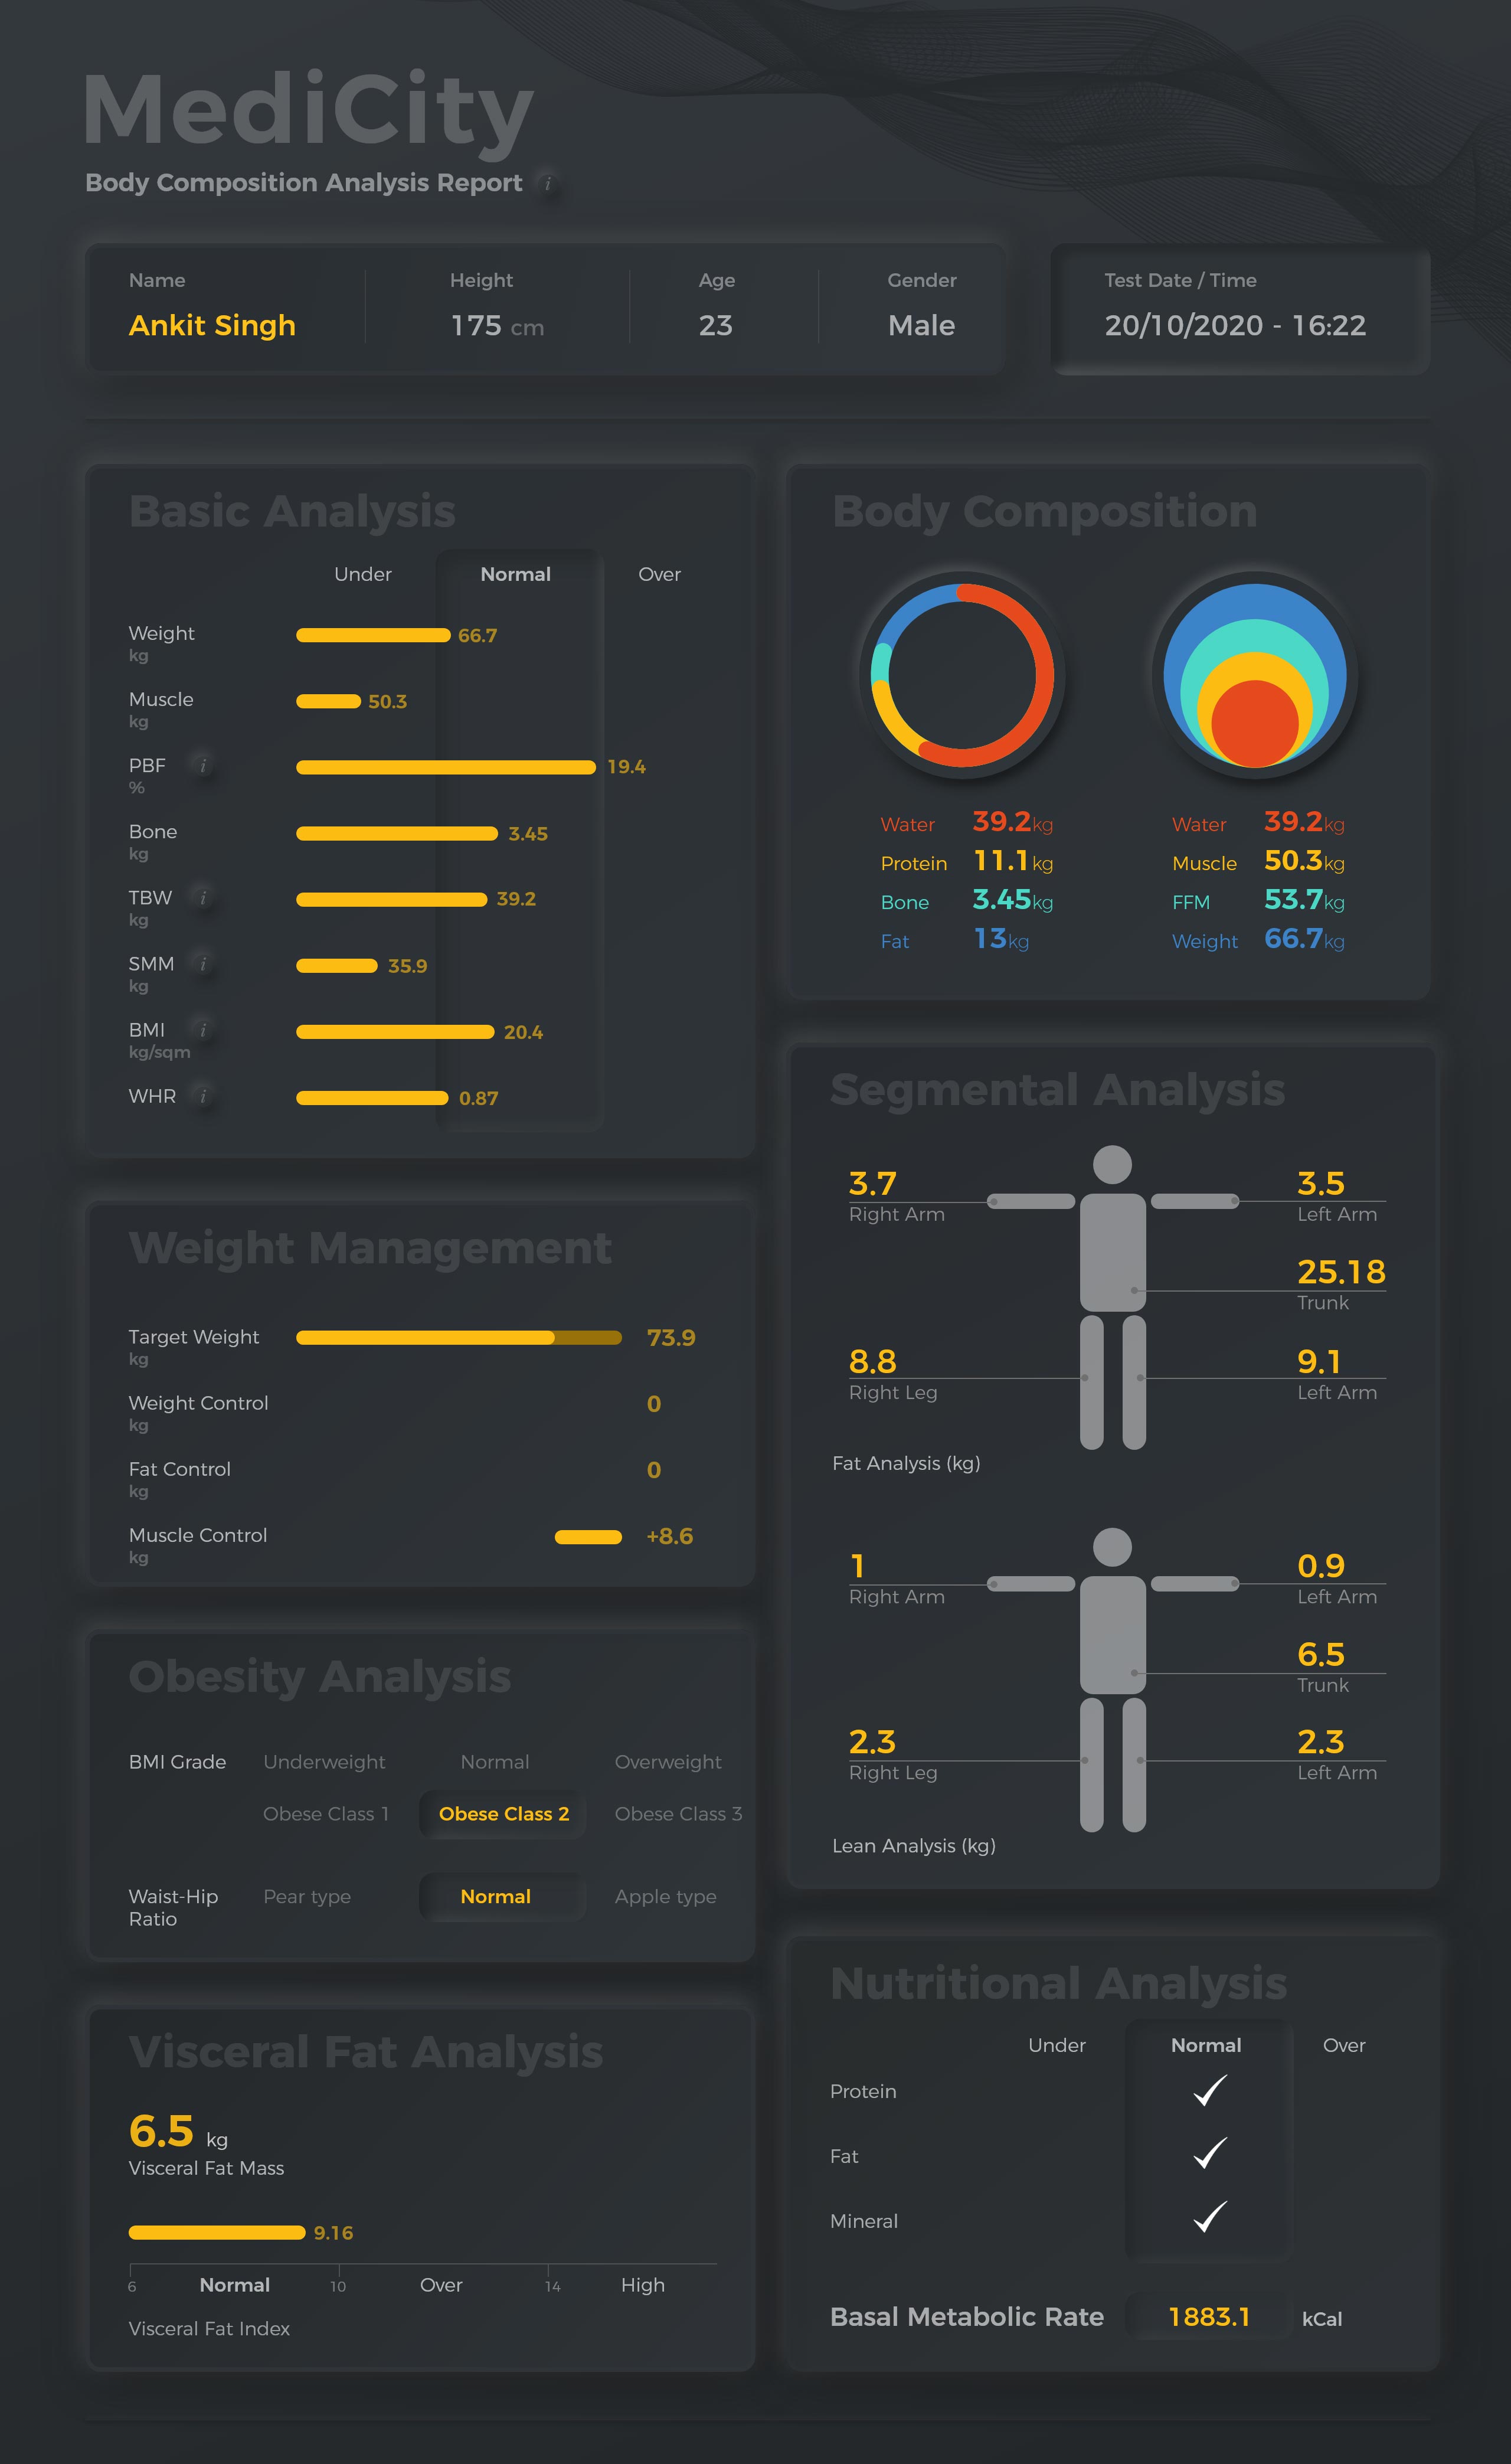 MediCity
Body Composition Analysis Report i
Name Height Age Gender
Ankit Singh 175 cm 23 Male
Test Date / Time
20/10/2020 - 16:22
Basic Analysis
Under Normal Over
Weight 66.7
kg
Muscle 50.3
kg
PBF i 19.4
%
Bone 3.45
kg
TBW i 39.2
kg
SMM i 35.9
kg
BMI i 20.4
kg/sqm
WHR i 0.87
Body Composition
Water 39.2kg Water 39.2kg
Protein 11.1kg Muscle 50.3kg
Bone 3.45kg FFM 53.7kg
Fat 13kg Weight 66.7kg
Weight Management
Target Weight 73.9
kg
Weight Control 0
kg
Fat Control 0
kg
Muscle Control +8.6
kg
Segmental Analysis
3.7 3.5
Right Arm Left Arm
25.18
Trunk
8.8 9.1
Right Leg Left Arm
Fat Analysis (kg)
1 0.9
Right Arm Left Arm
6.5
Trunk
2.3 2.3
Right Leg Left Arm
Lean Analysis (kg)
Obesity Analysis
BMI Grade Underweight Normal Overweight
Obese Class 1 Obese Class 2 Obese Class 3
Waist-Hip Pear type Normal Apple type
Ratio
Visceral Fat Analysis
6.5 kg
Visceral Fat Mass
9.16
6 Normal 10 Over 14 High
Visceral Fat Index
Nutritional Analysis
Under Normal Over
Protein
Fat
Mineral
Basal Metabolic Rate 1883.1 kCal